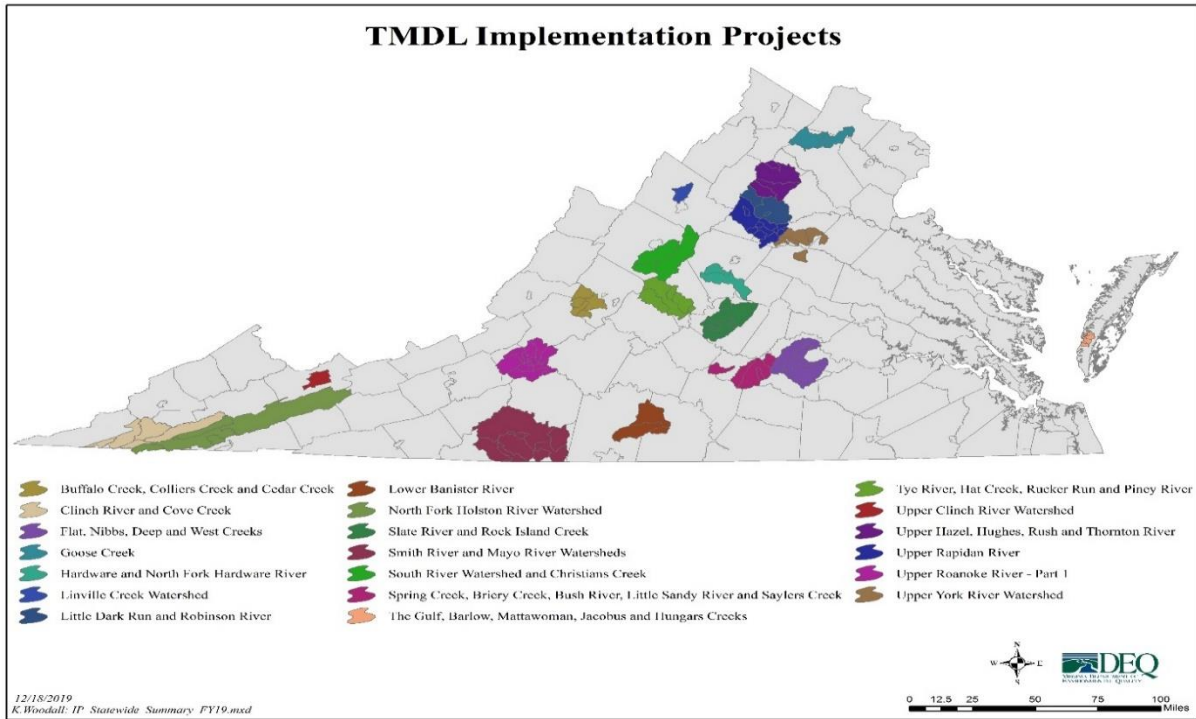 TMDL Implementation Projects
Buffalo Creek, Colliers Creek and Cedar Creek
Clinch River and Cove Creek
Flat, Nibbs, Deep and West Creeks
Goose Creek
Hardware and North Fork Hardware River
Linville Creek Watershed
Little Dark Run and Robinson River
Lower Banister River
North Fork Holston River Watershed
Slate River and Rock Island Creek
Smith River and Mayo River Watersheds
South River Watershed and Christians Creek
Spring Creek, Briery Creek, Bush River, Little Sandy River and Saylers Creek
The Gulf, Barlow, Mattawoman, Jacobus and Hungars Creeks
Tye River, Hat Creek, Rucker Run and Piney River
Upper Clinch River Watershed
Upper Hazel, Hughes, Rush and Thornton River
Upper Rapidan River
Upper Roanoke River - Part 1
Upper York River Watershed
N
W E
S
DEQ
VIRGINIA DEPARTMENT OF
ENVIRONMENTAL QUALITY
0 12.5 25 50 75 100
Miles
12/18/2019
K.Woodall: IP_Statewide_Summary_FY19.mxd